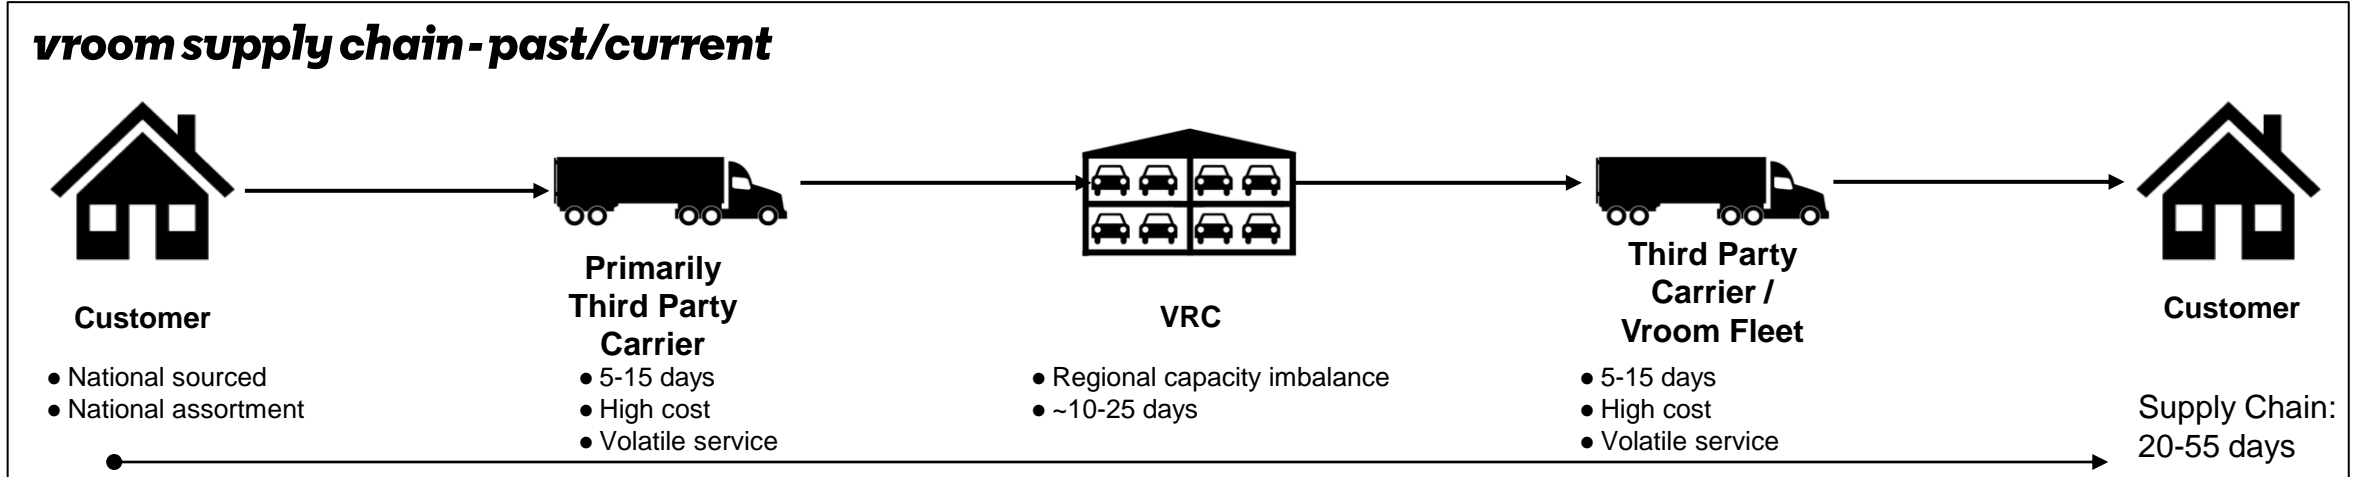 vroom supply chain - past/current
Customer
● National sourced
● National assortment
Primarily
Third Party
Carrier
● 5-15 days
● High cost
● Volatile service
VRC
● Regional capacity imbalance
● ~10-25 days
Third Party
Carrier /
Vroom Fleet
● 5-15 days
● High cost
● Volatile service
Customer
Supply Chain:
20-55 days